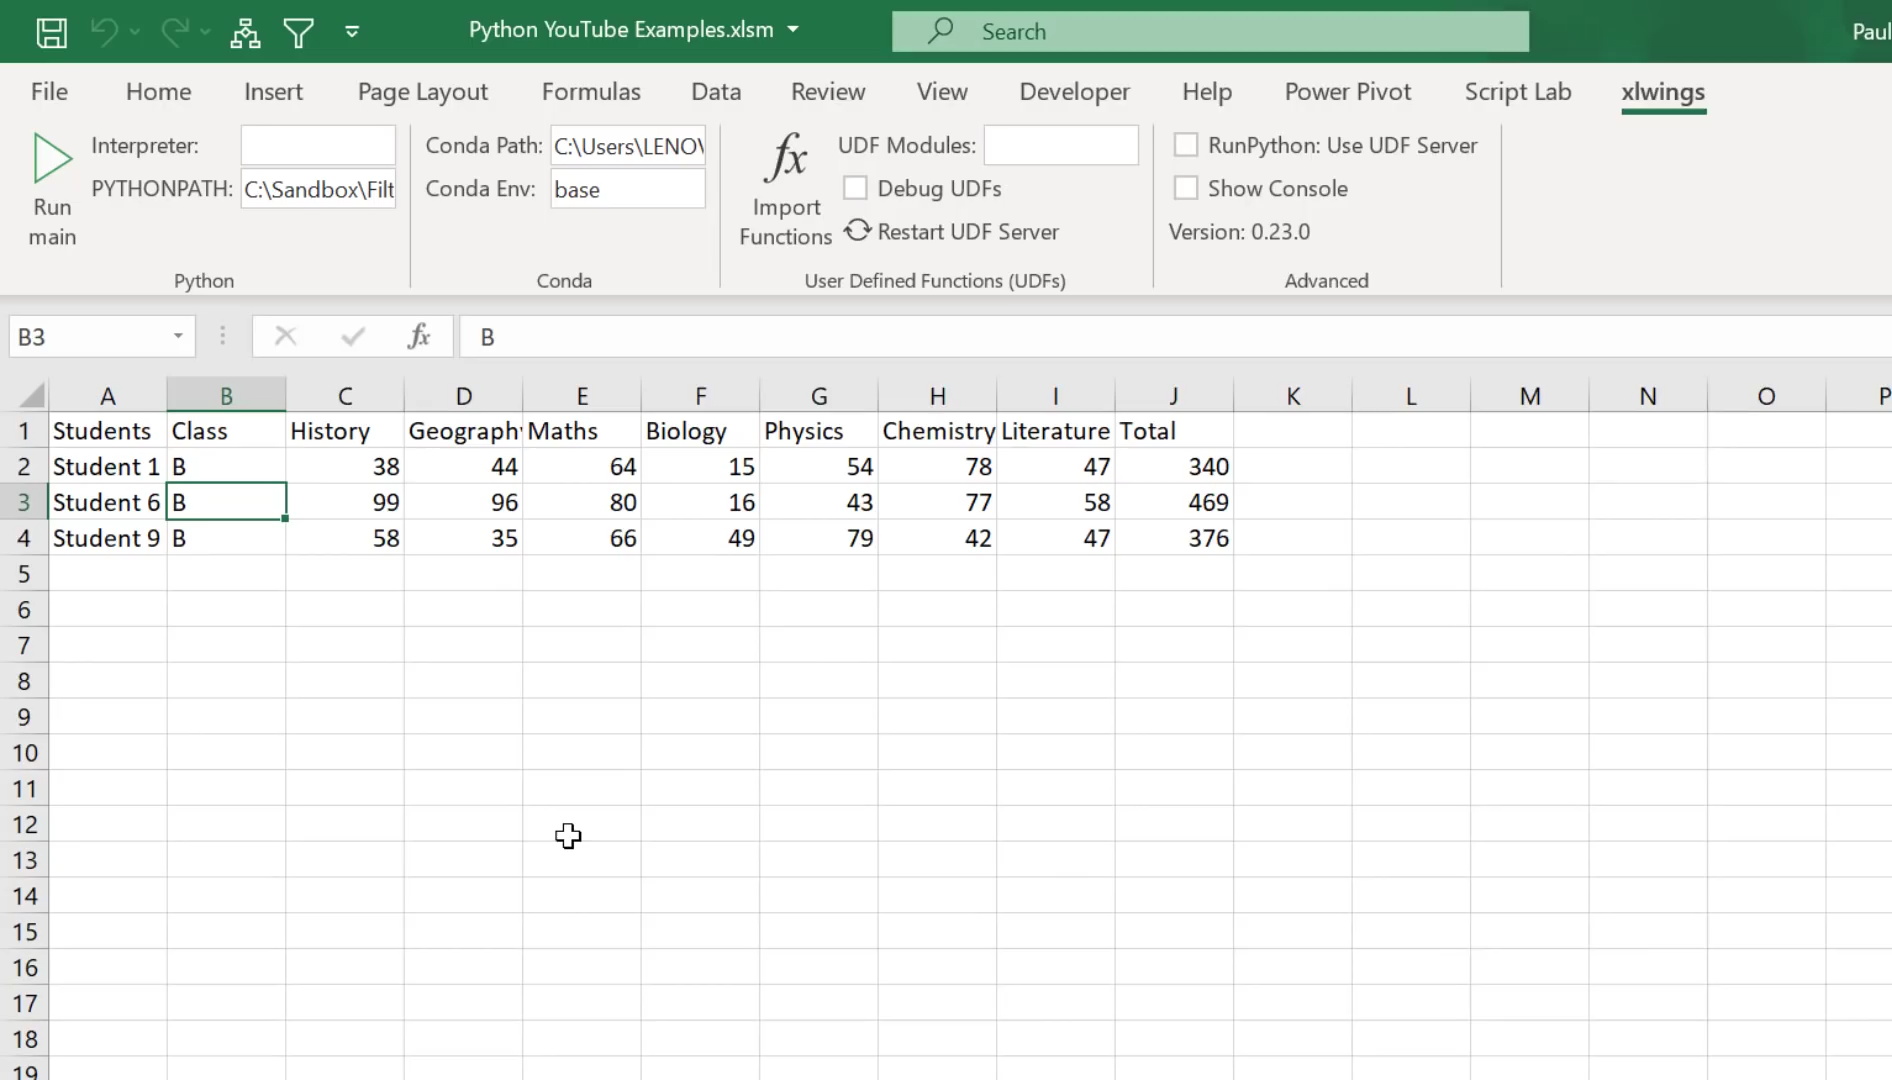 Python YouTube Examples.xlsm
Search
Paul
File Home Insert Page Layout Formulas Data Review View Developer Help Power Pivot Script Lab xlwings
Run main
Interpreter:
PYTHONPATH: C:\Sandbox\Filt
Python
Conda Path: C:\Users\LENOV
Conda Env: base
Conda
fx
Import Functions
UDF Modules:
Debug UDFs
Restart UDF Server
User Defined Functions (UDFs)
RunPython: Use UDF Server
Show Console
Version: 0.23.0
Advanced
B3 fx B
A B C D E F G H I J K L M N O P
1 Students Class History Geography Maths Biology Physics Chemistry Literature Total
2 Student 1 B 38 44 64 15 54 78 47 340
3 Student 6 B 99 96 80 16 43 77 58 469
4 Student 9 B 58 35 66 49 79 42 47 376
5
6
7
8
9
10
11
12
13
14
15
16
17
18
19